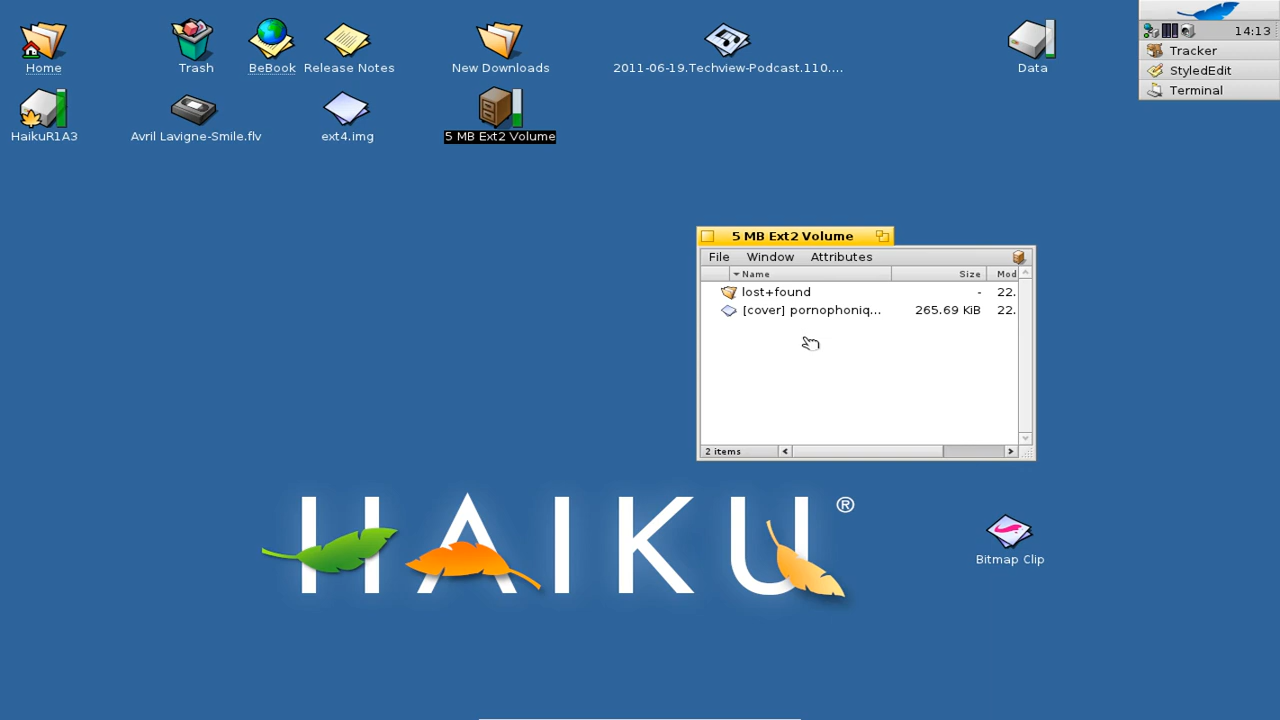 Home
Trash
BeBook
Release Notes
New Downloads
2011-06-19.Techview-Podcast.110....
Data
14:13
Tracker
StyledEdit
Terminal
HaikuR1A3
Avril Lavigne-Smile.flv
ext4.img
5 MB Ext2 Volume
5 MB Ext2 Volume
File Window Attributes
Name Size Mod
lost+found - 22.
[cover] pornophoniq... 265.69 KiB 22.
2 items
HAIKU®
Bitmap Clip